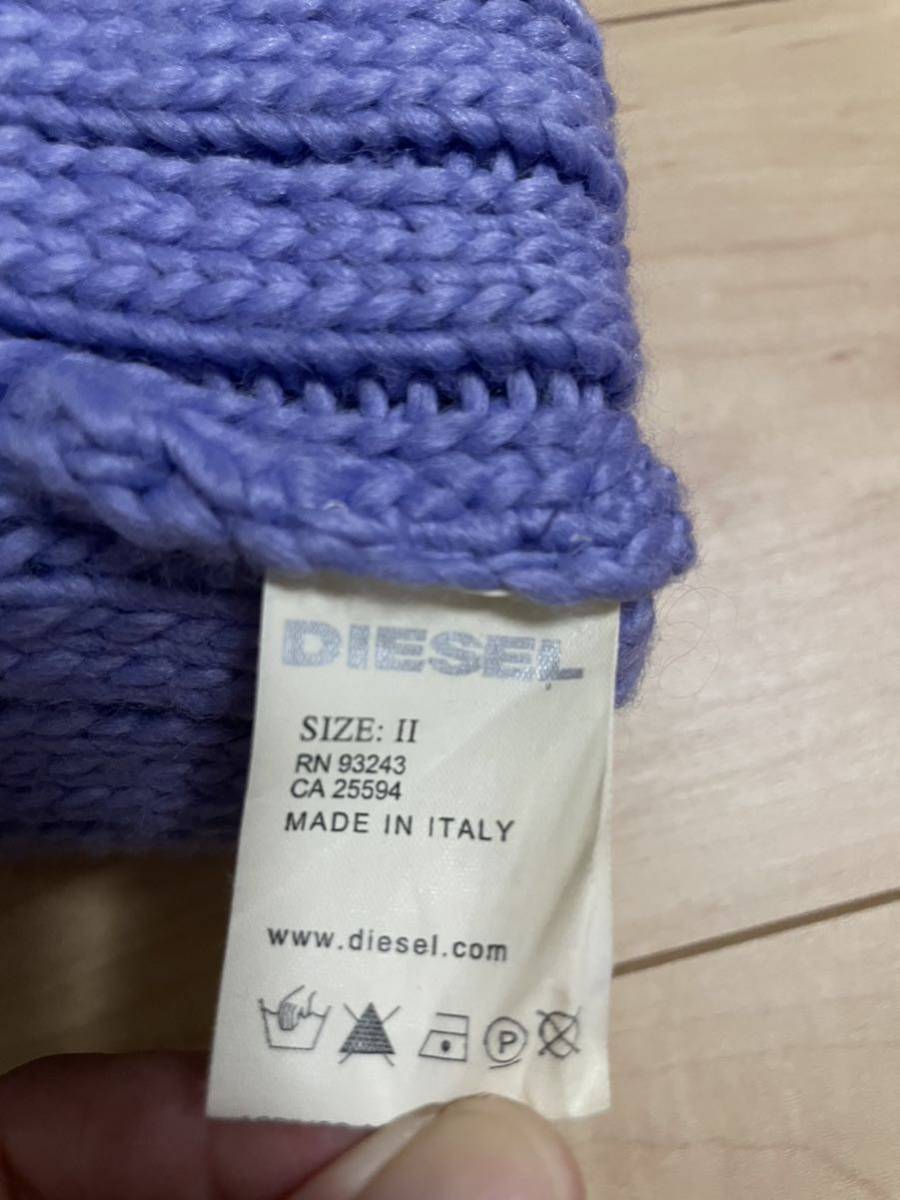 DIESEL
SIZE: II
RN 93243
CA 25594
MADE IN ITALY
www.diesel.com
P